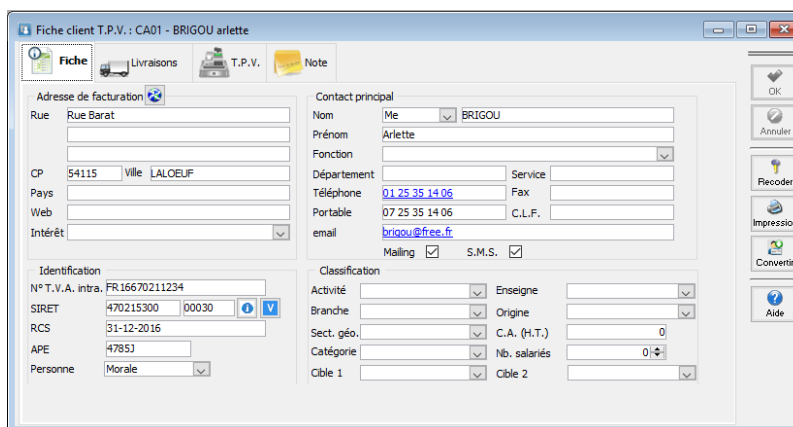 Fiche client T.P.V. : CA01 - BRIGOU arlette
Fiche Livraisons T.P.V. Note
Adresse de facturation
Rue Rue Barat
CP 54115 Ville LALOEUF
Pays
Web
Intérêt
Contact principal
Nom Me BRIGOU
Prénom Arlette
Fonction
Département Service
Téléphone 01 25 35 14 06 Fax
Portable 07 25 35 14 06 C.L.F.
email brigou@free.fr
Mailing S.M.S.
Identification
N° T.V.A. intra. FR16670211234
SIRET 470215300 00030 V
RCS 31-12-2016
APE 4785J
Personne Morale
Classification
Activité Enseigne
Branche Origine
Sect. géo. C.A. (H.T.) 0
Catégorie Nb. salariés 0
Cible 1 Cible 2
OK
Annuler
Recoder
Impressio
Convertir
Aide